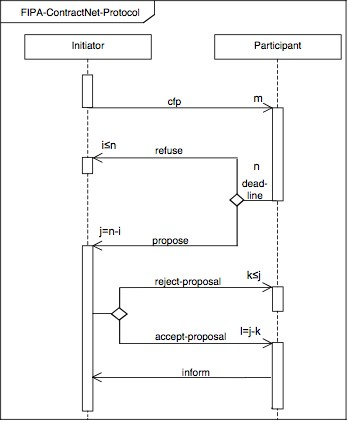 FIPA-ContractNet-Protocol
Initiator
Participant
cfp
m
i≤n
refuse
n
dead-
line
j=n-i
propose
reject-proposal
k≤j
accept-proposal
l=j-k
inform